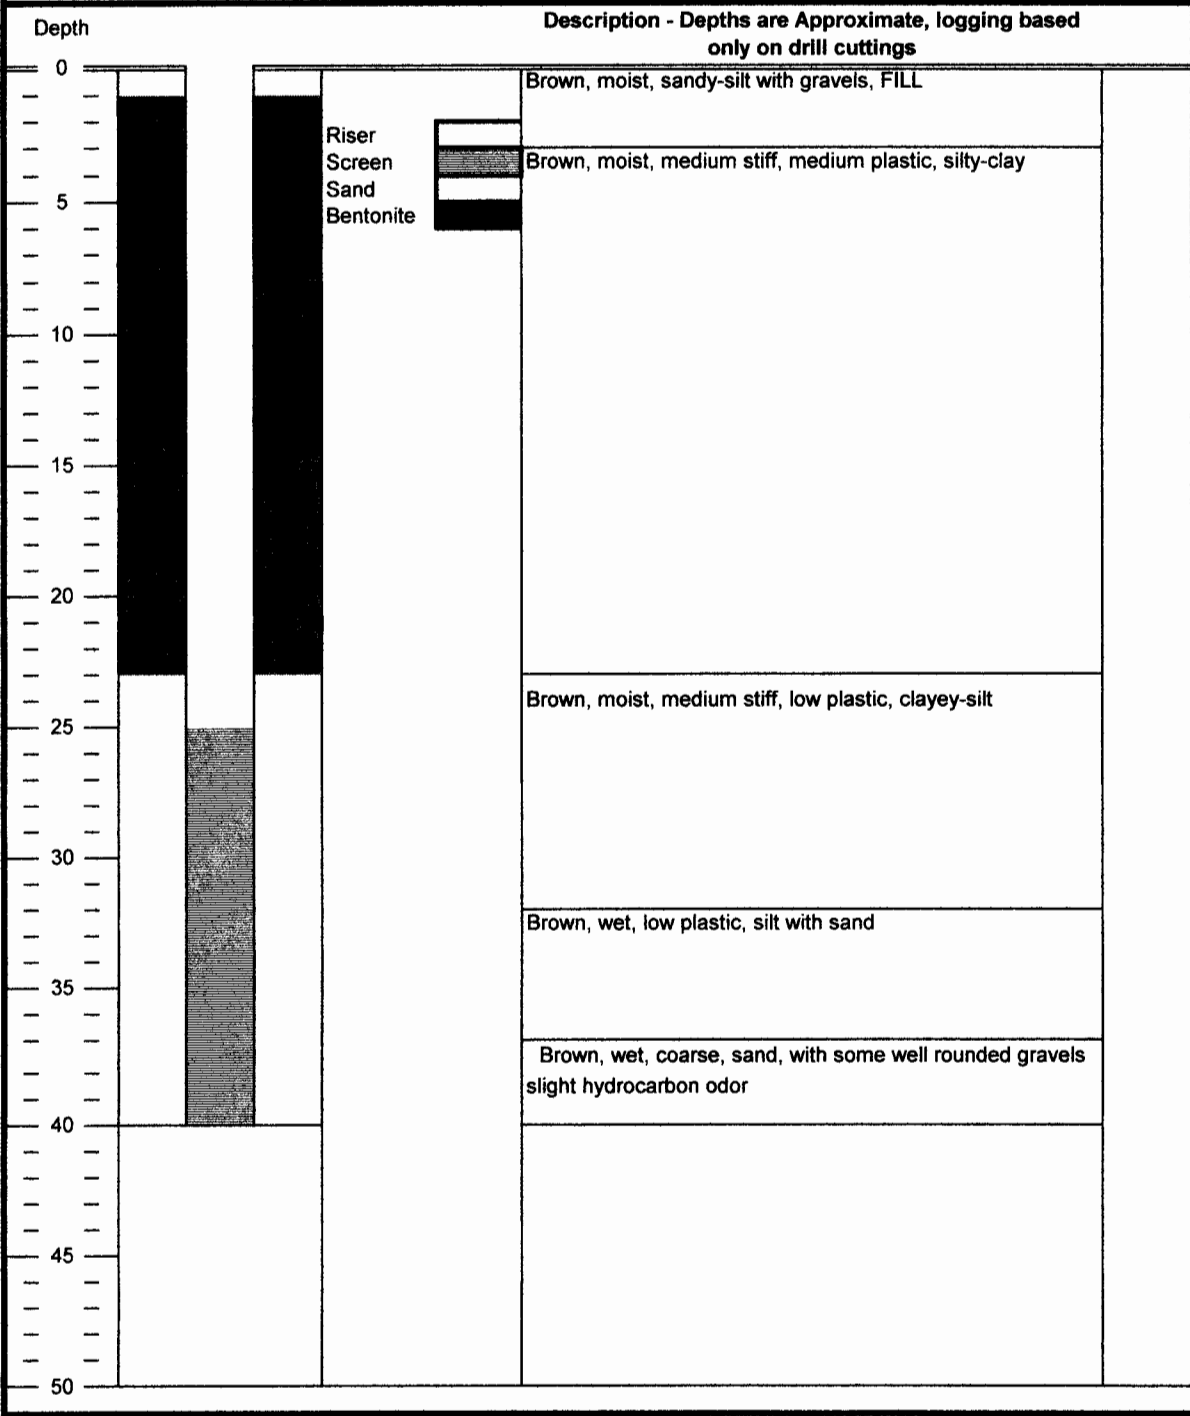 Depth
Description - Depths are Approximate, logging based
only on drill cuttings
0
Brown, moist, sandy-silt with gravels, FILL
Riser
Screen
Brown, moist, medium stiff, medium plastic, silty-clay
Sand
5
Bentonite
10
15
20
Brown, moist, medium stiff, low plastic, clayey-silt
25
30
Brown, wet, low plastic, silt with sand
35
Brown, wet, coarse, sand, with some well rounded gravels
slight hydrocarbon odor
40
45
50